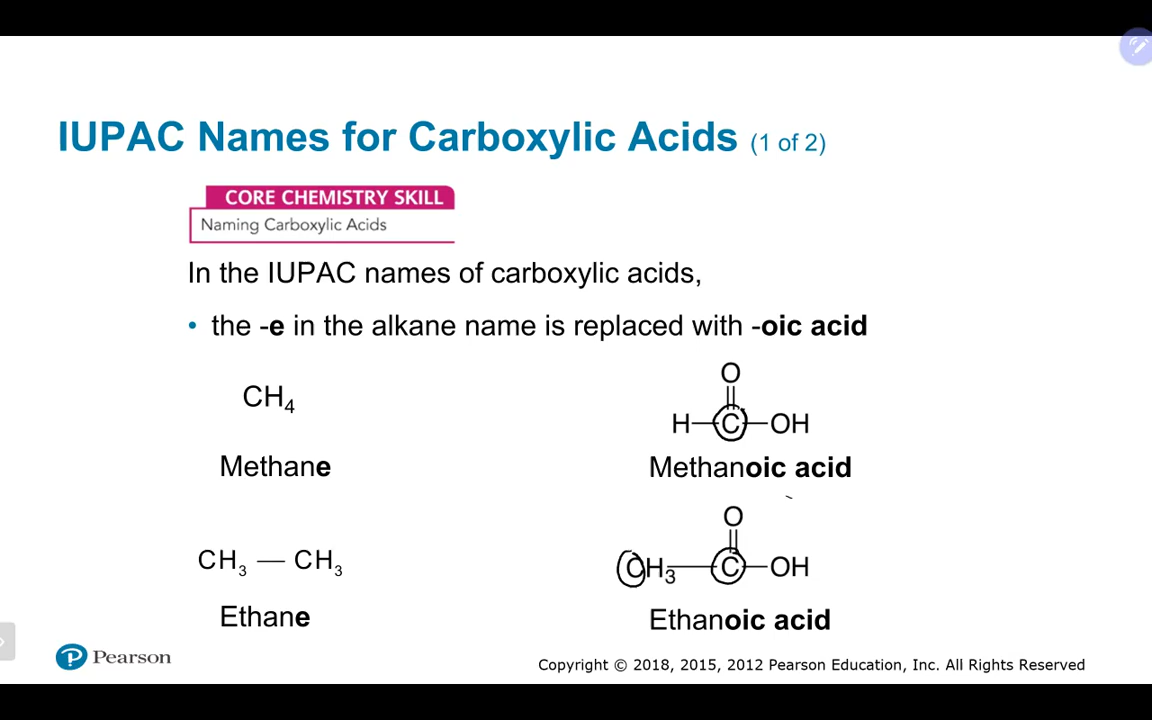 IUPAC Names for Carboxylic Acids (1 of 2)
CORE CHEMISTRY SKILL
Naming Carboxylic Acids
In the IUPAC names of carboxylic acids,
• the -e in the alkane name is replaced with -oic acid
CH₄
O
H—C—OH
Methane
Methanoic acid
O
CH₃ — CH₃
CH₃—C—OH
Ethane
Ethanoic acid
P Pearson
Copyright © 2018, 2015, 2012 Pearson Education, Inc. All Rights Reserved